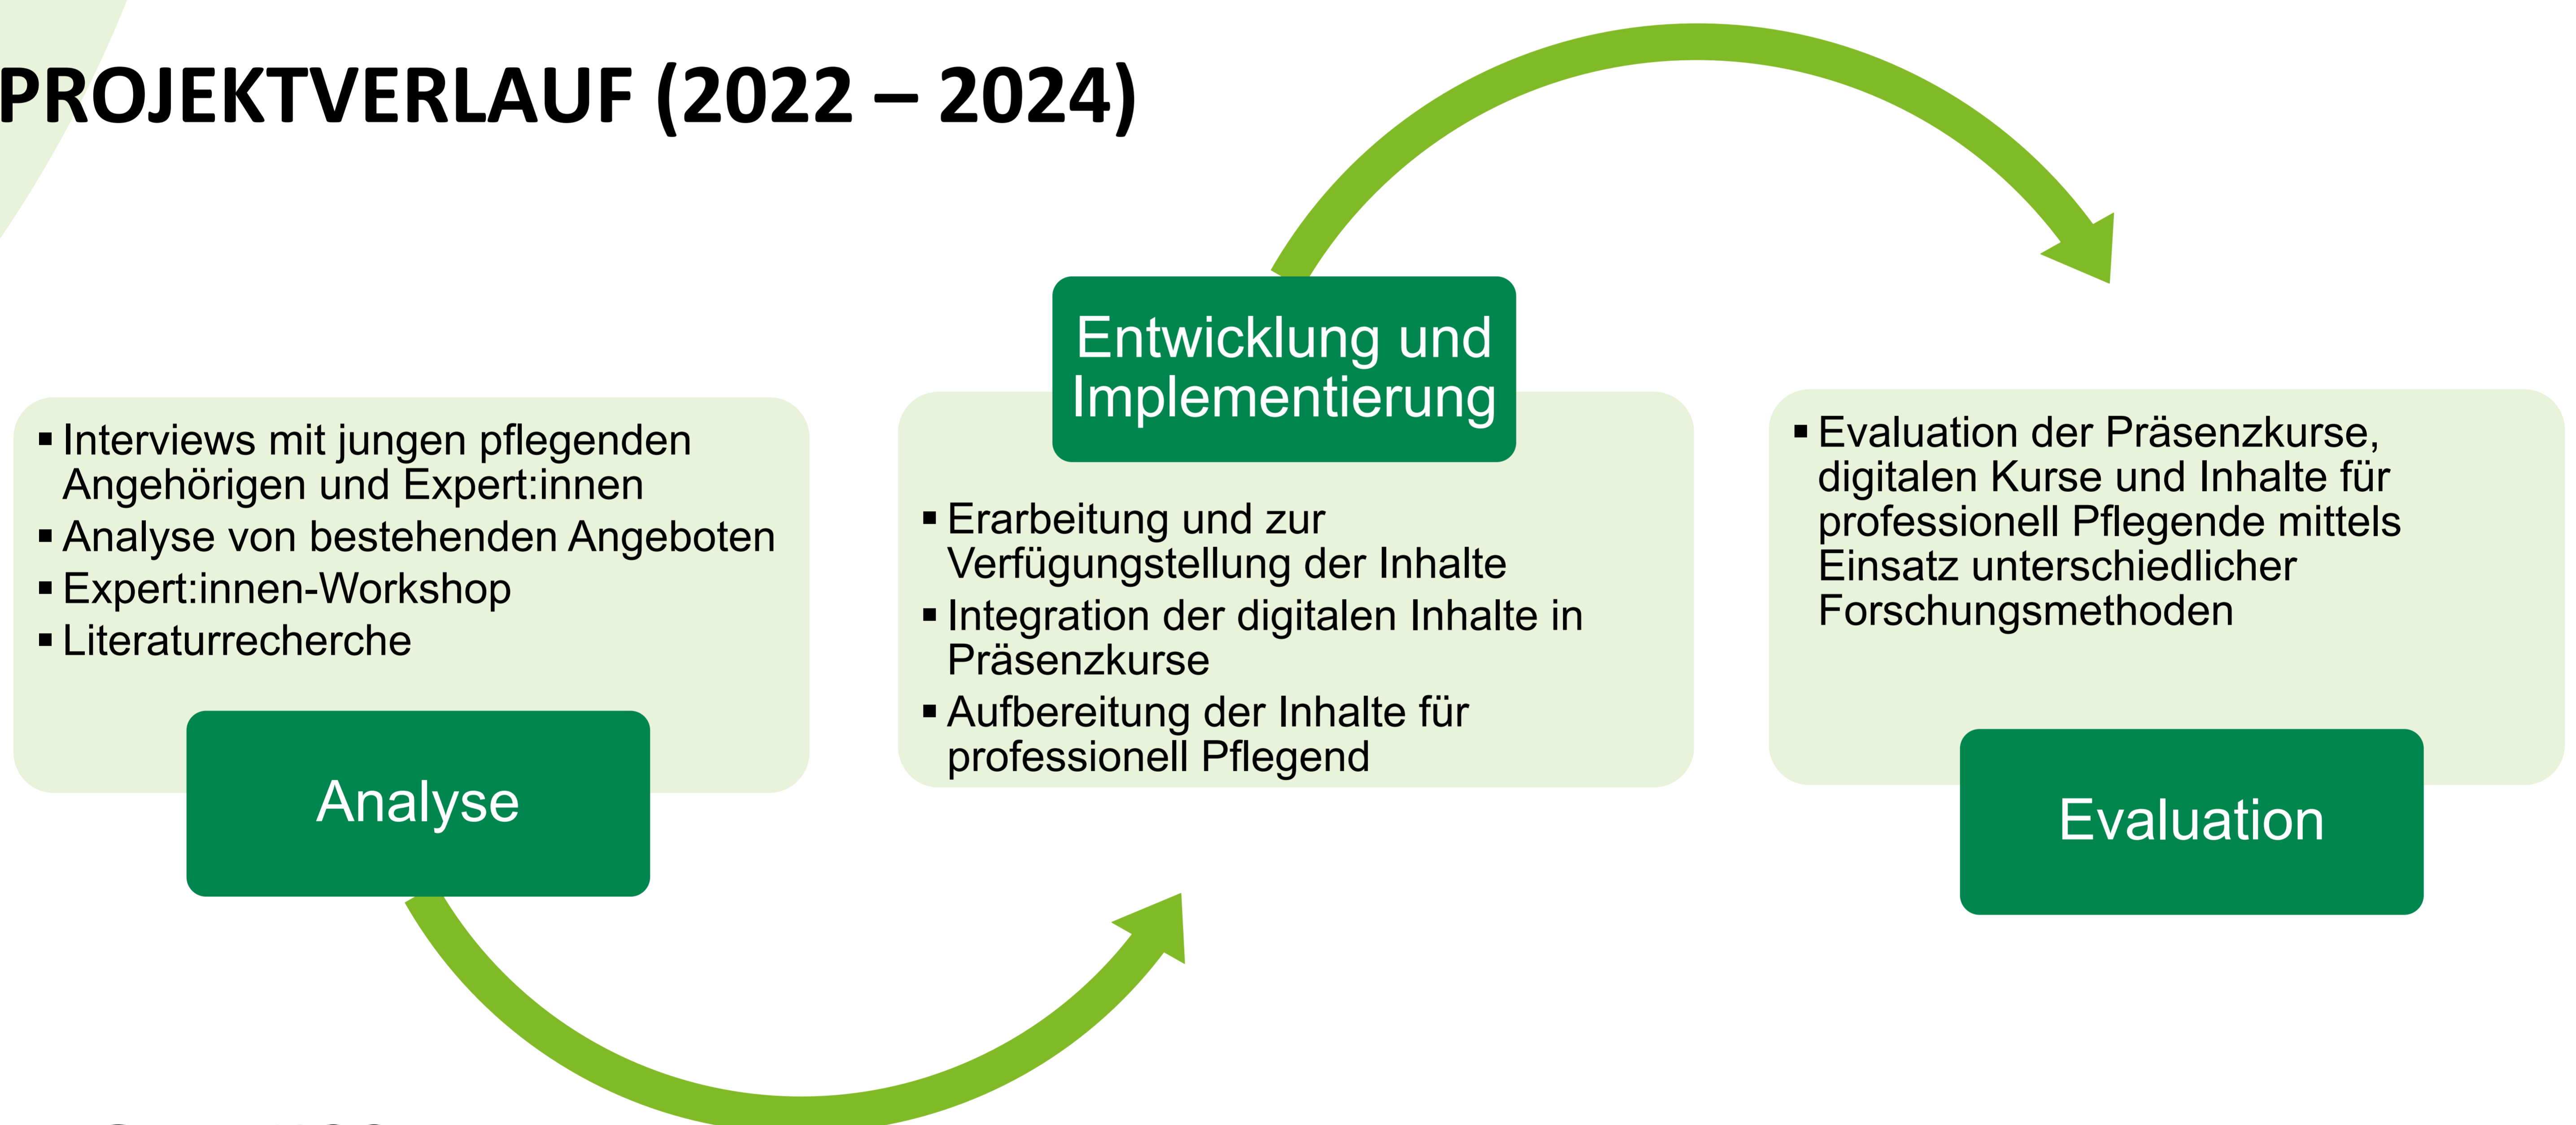 PROJEKTVERLAUF (2022 – 2024)
▪ Interviews mit jungen pflegenden
Angehörigen und Expert:innen
▪ Analyse von bestehenden Angeboten
▪ Expert:innen-Workshop
▪ Literaturrecherche
Analyse
Entwicklung und
Implementierung
▪ Erarbeitung und zur
Verfügungstellung der Inhalte
▪ Integration der digitalen Inhalte in
Präsenzkurse
▪ Aufbereitung der Inhalte für
professionell Pflegend
▪ Evaluation der Präsenzkurse,
digitalen Kurse und Inhalte für
professionell Pflegende mittels
Einsatz unterschiedlicher
Forschungsmethoden
Evaluation